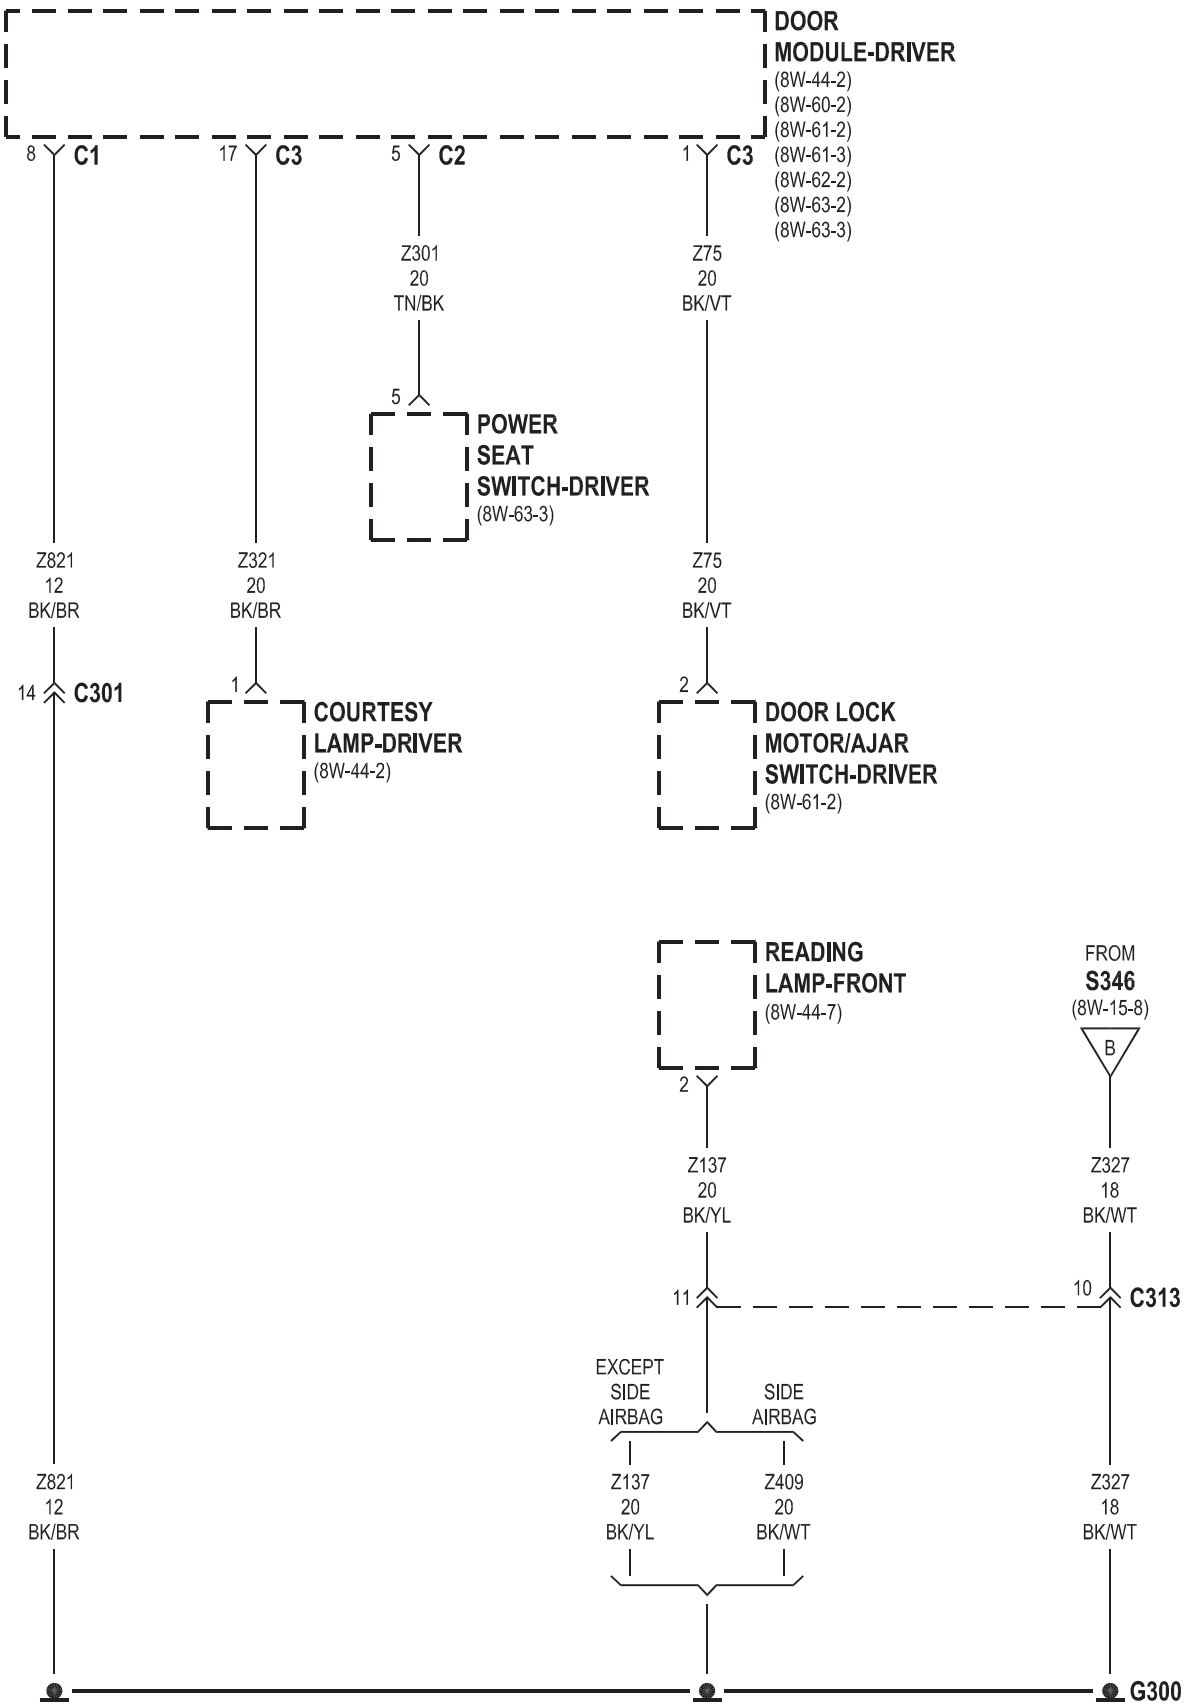 DOOR
MODULE-DRIVER
(8W-44-2)
(8W-60-2)
(8W-61-2)
(8W-61-3)
(8W-62-2)
(8W-63-2)
(8W-63-3)
8 C1
17 C3
5 C2
1 C3
Z301
20
TN/BK
Z75
20
BK/VT
5
POWER
SEAT
SWITCH-DRIVER
(8W-63-3)
Z821
12
BK/BR
Z321
20
BK/BR
Z75
20
BK/VT
14 C301
1
COURTESY
LAMP-DRIVER
(8W-44-2)
2
DOOR LOCK
MOTOR/AJAR
SWITCH-DRIVER
(8W-61-2)
READING
LAMP-FRONT
(8W-44-7)
2
FROM
S346
(8W-15-8)
B
Z137
20
BK/YL
Z327
18
BK/WT
11
10 C313
EXCEPT
SIDE
AIRBAG
SIDE
AIRBAG
Z821
12
BK/BR
Z137
20
BK/YL
Z409
20
BK/WT
Z327
18
BK/WT
G300